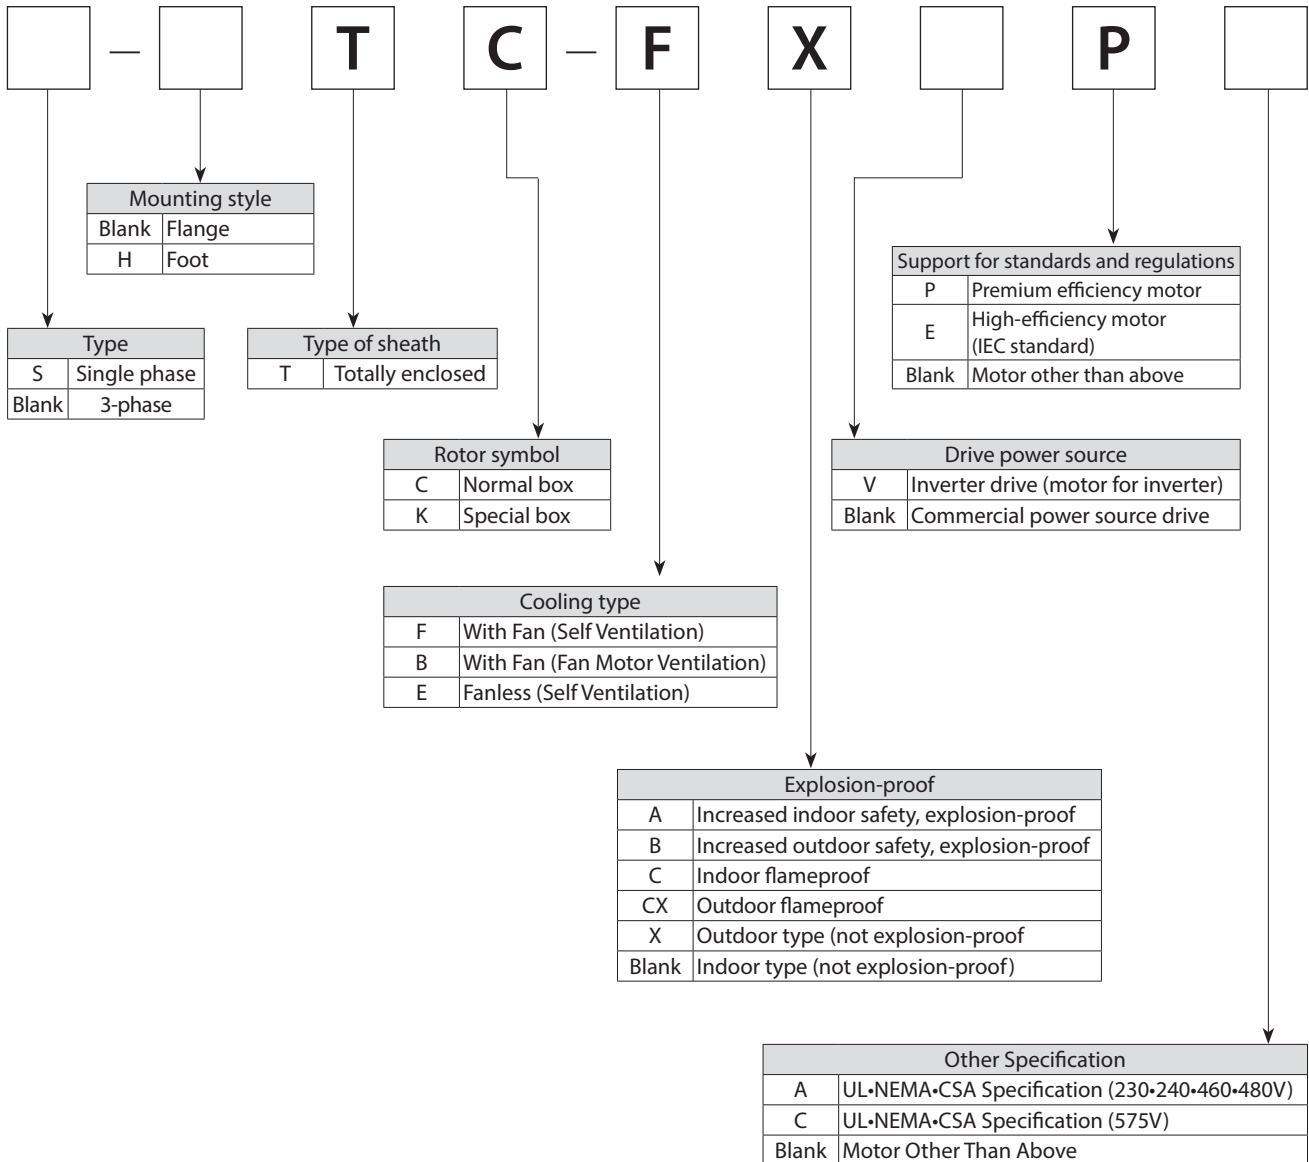 — T C — F X P
Mounting style
Blank Flange
H Foot
Type
S Single phase
Blank 3-phase
Type of sheath
T Totally enclosed
Support for standards and regulations
P Premium efficiency motor
E High-efficiency motor
(IEC standard)
Blank Motor other than above
Rotor symbol
C Normal box
K Special box
Drive power source
V Inverter drive (motor for inverter)
Blank Commercial power source drive
Cooling type
F With Fan (Self Ventilation)
B With Fan (Fan Motor Ventilation)
E Fanless (Self Ventilation)
Explosion-proof
A Increased indoor safety, explosion-proof
B Increased outdoor safety, explosion-proof
C Indoor flameproof
CX Outdoor flameproof
X Outdoor type (not explosion-proof
Blank Indoor type (not explosion-proof)
Other Specification
A UL•NEMA•CSA Specification (230•240•460•480V)
C UL•NEMA•CSA Specification (575V)
Blank Motor Other Than Above